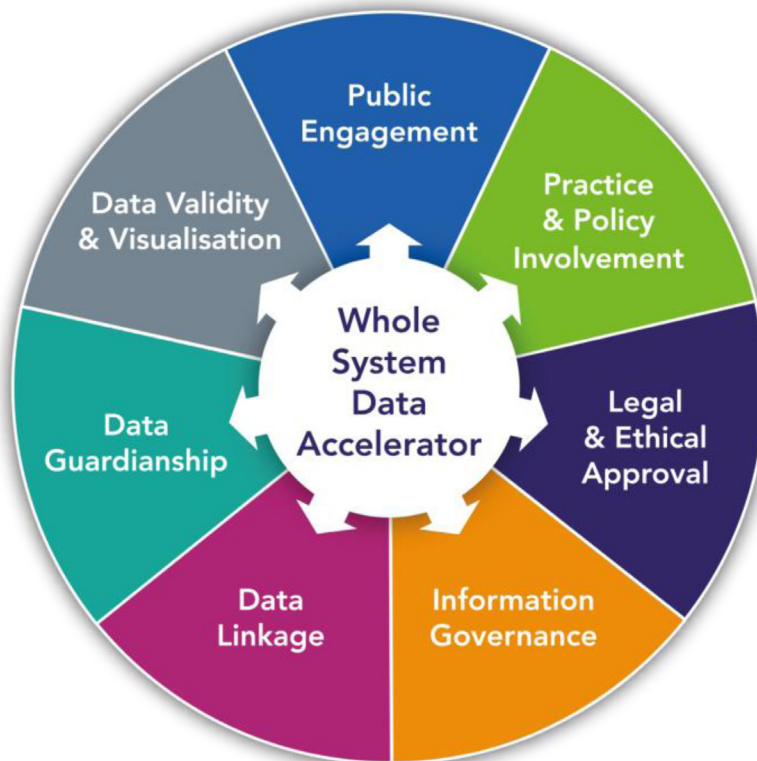 Public
Engagement
Practice
& Policy
Involvement
Legal
& Ethical
Approval
Information
Governance
Data
Linkage
Data
Guardianship
Data Validity
& Visualisation
Whole
System
Data
Accelerator